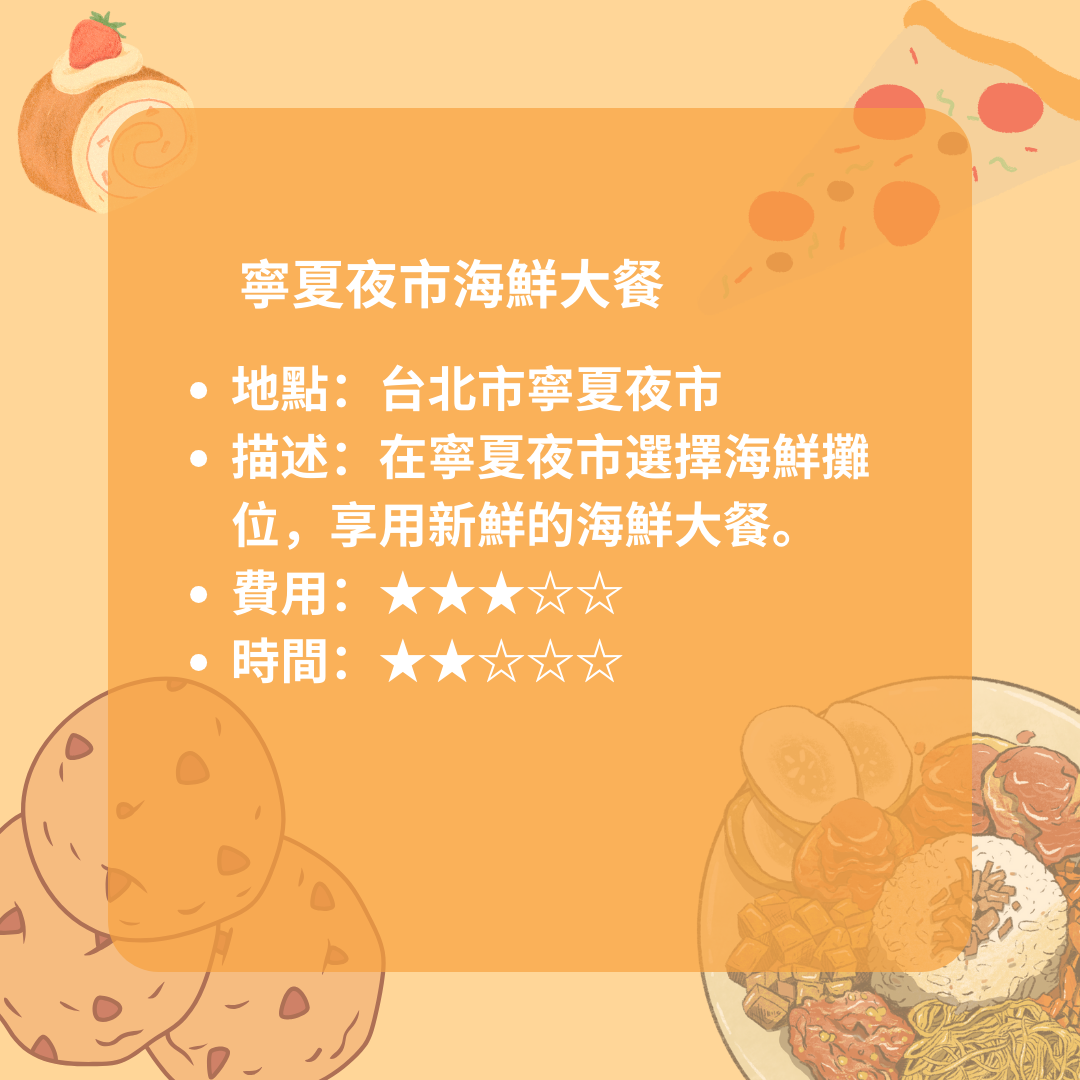 寧夏夜市海鮮大餐
• 地點：台北市寧夏夜市
• 描述：在寧夏夜市選擇海鮮攤
位，享用新鮮的海鮮大餐。
• 費用：★★★☆☆
• 時間：★★☆☆☆